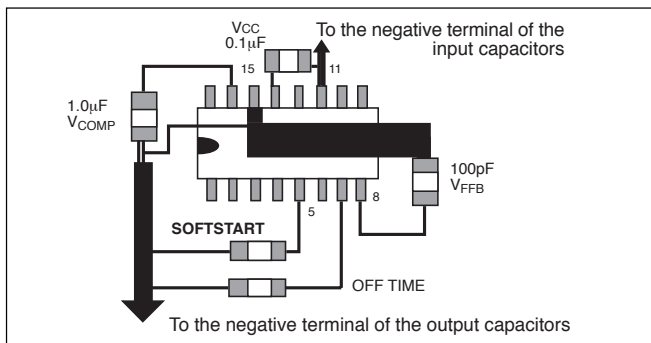 VCC
0.1μF
To the negative terminal of the
input capacitors
15
11
1.0μF
VCOMP
100pF
VFFB
5
8
SOFTSTART
OFF TIME
To the negative terminal of the output capacitors